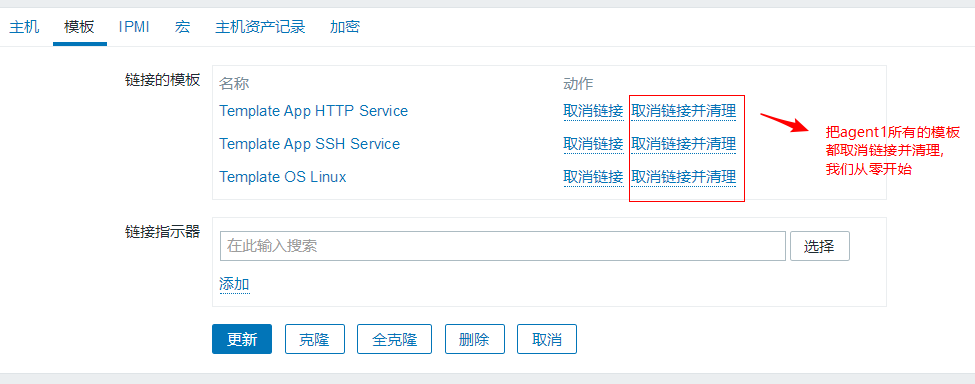 主机 模板 IPMI 宏 主机资产记录 加密
链接的模板 名称 动作
Template App HTTP Service 取消链接 取消链接并清理
Template App SSH Service 取消链接 取消链接并清理
Template OS Linux 取消链接 取消链接并清理
把agent1所有的模板
都取消链接并清理,
我们从零开始
链接指示器 在此输入搜索 选择
添加
更新 克隆 全克隆 删除 取消